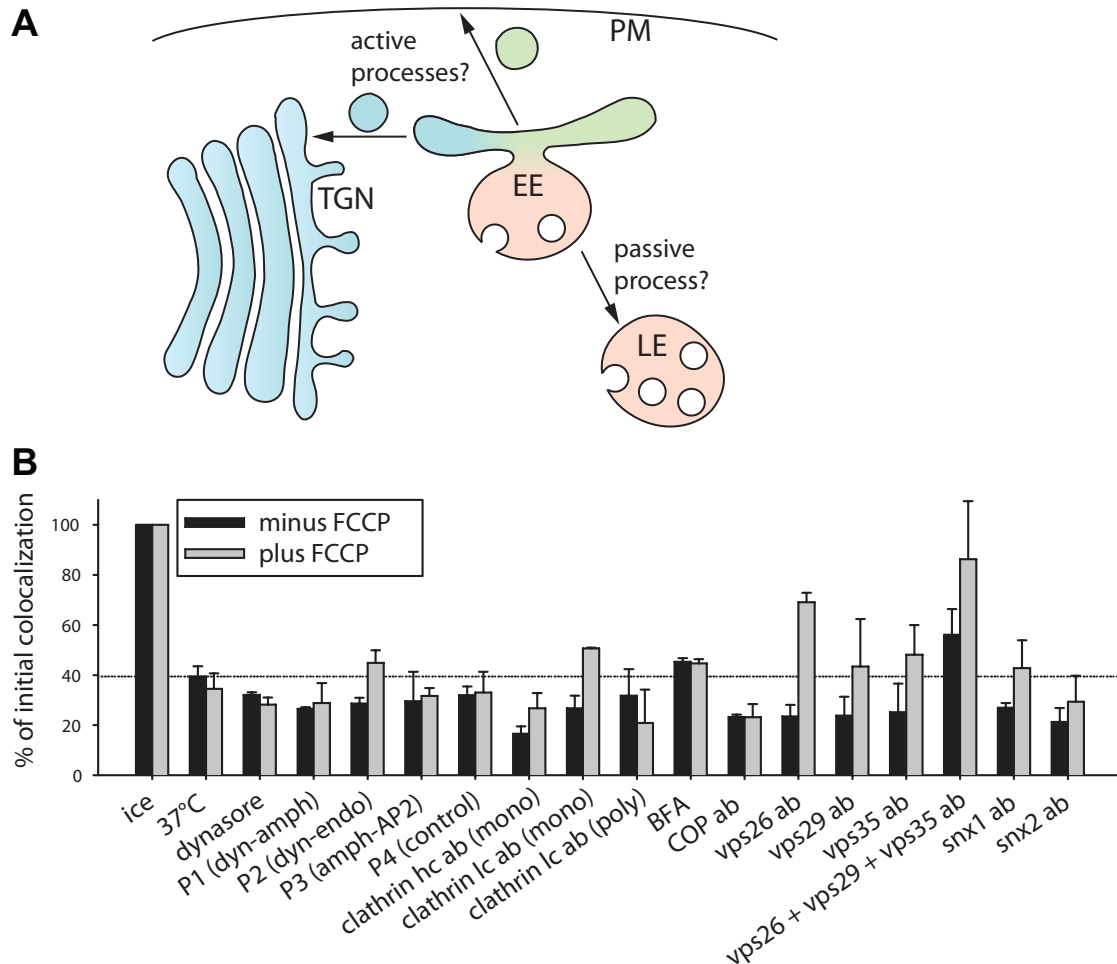 A
PM
active
processes?
TGN
EE
passive
process?
LE
B
minus FCCP
plus FCCP
% of initial colocalization
100
80
60
40
20
0
ice
37°C
dynasore
P1 (dyn-amph)
P2 (dyn-endo)
P3 (amph-AP2)
P4 (control)
clathrin hc ab (mono)
clathrin lc ab (mono)
clathrin lc ab (poly)
BFA
COP ab
vps26 ab
vps29 ab
vps35 ab
vps26 + vps29 + vps35 ab
snx1 ab
snx2 ab